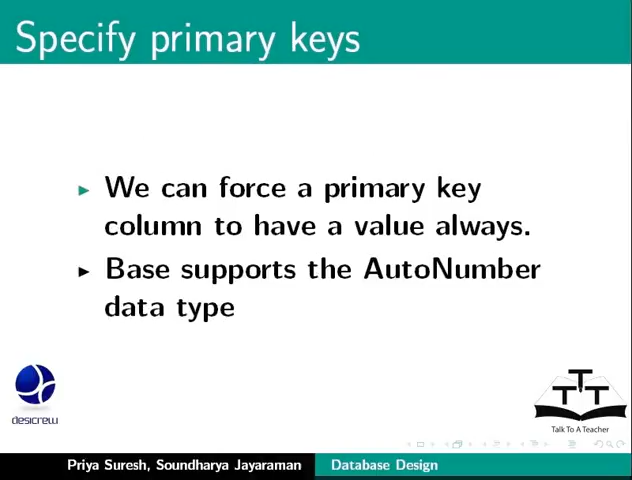 Specify primary keys
We can force a primary key
column to have a value always.
Base supports the AutoNumber
data type
desicrew
TTT
Talk To A Teacher
Priya Suresh, Soundharya Jayaraman Database Design